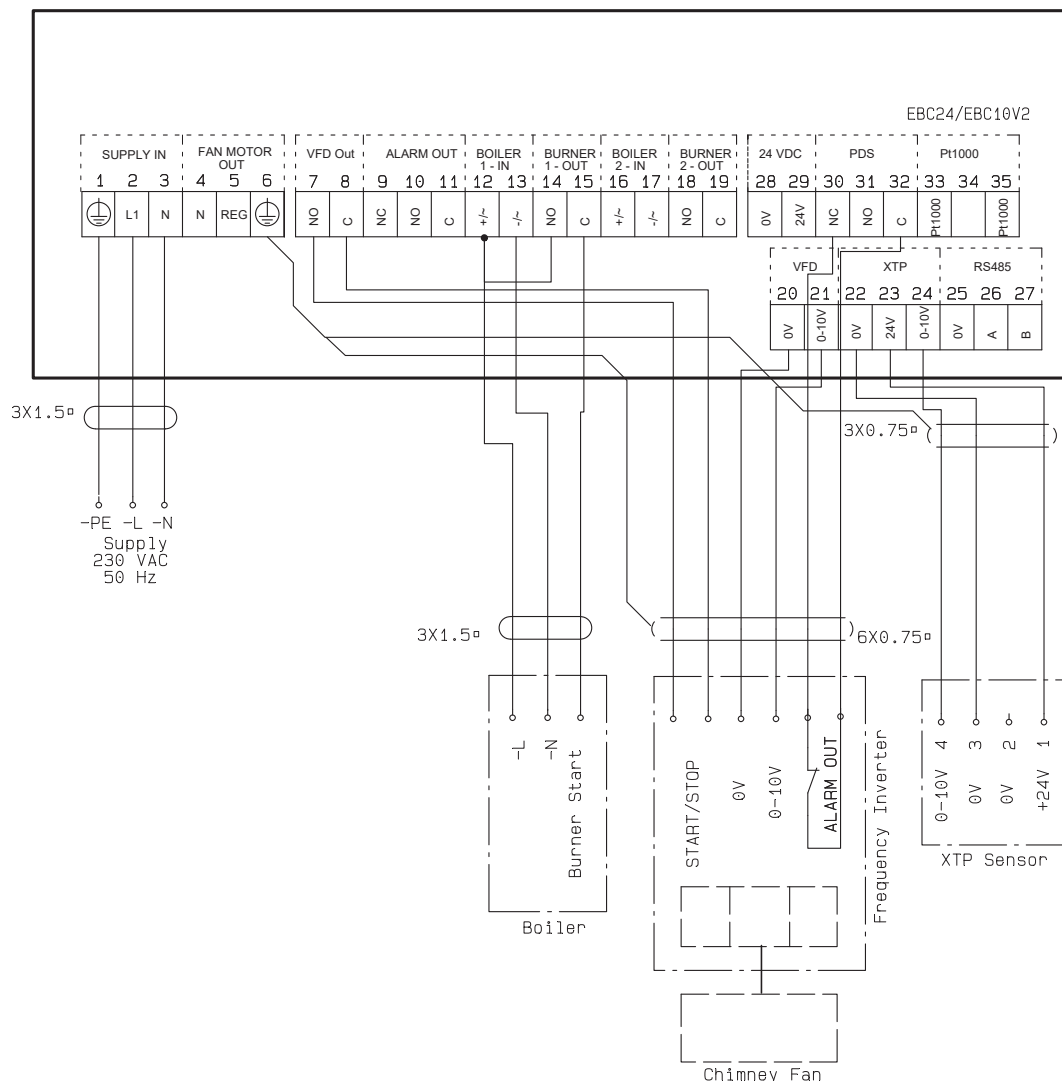 EBC24/EBC10V2
SUPPLY IN
FAN MOTOR
OUT
VFD Out
ALARM OUT
BOILER
1 - IN
BURNER
1 - OUT
BOILER
2 - IN
BURNER
2 - OUT
24 VDC
PDS
Pt1000
1 2 3 4 5 6 7 8 9 10 11 12 13 14 15 16 17 18 19 28 29 30 31 32 33 34 35
L1 N N REG NO C NC NO C +/~ -/~ NO C +/~ -/~ NO C 0V 24V NC NO C Pt1000 Pt1000
VFD
XTP
RS485
20 21 22 23 24 25 26 27
0V 0-10V 0V 24V 0-10V 0V A B
3X1.5▫
3X0.75▫
-PE -L -N
Supply
230 VAC
50 Hz
3X1.5▫
6X0.75▫
-L
-N
Burner Start
Boiler
START/STOP
0V
0-10V
ALARM OUT
Frequency Inverter
0-10V 4
0V 3
0V 2
+24V 1
XTP Sensor
Chimney Fan